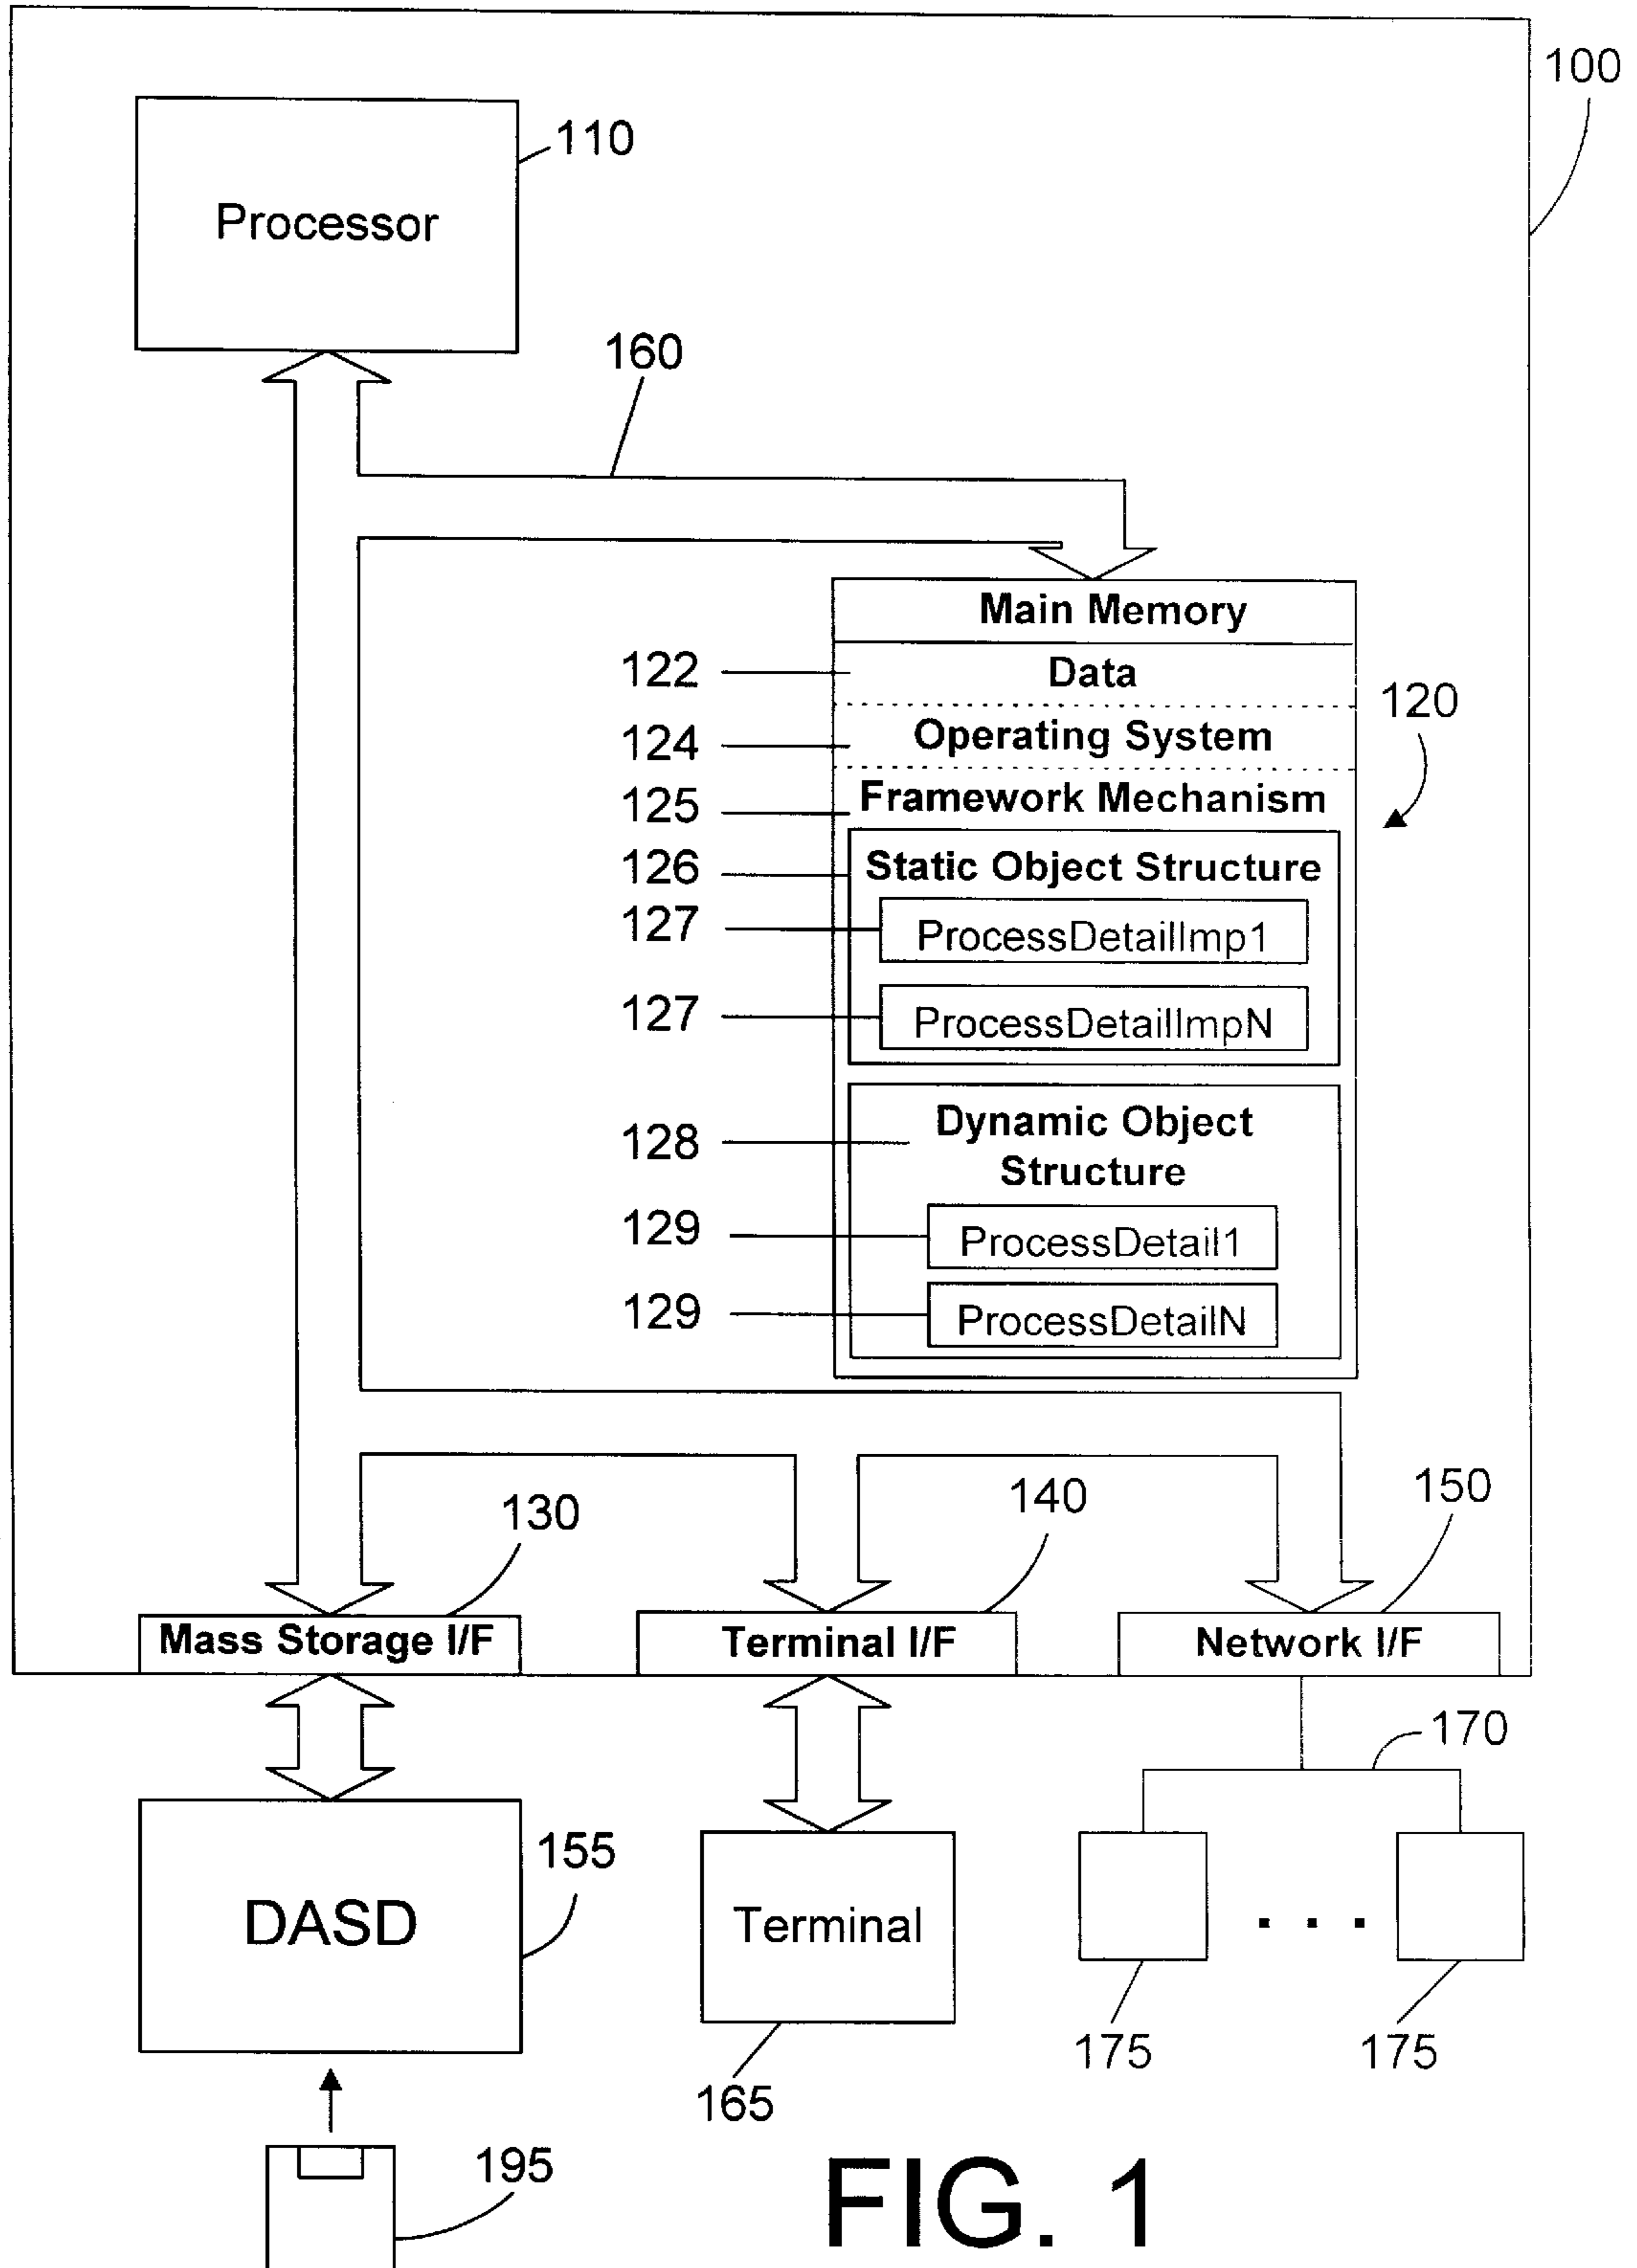 100
110
Processor
160
Main Memory
122 Data
120
124 Operating System
125 Framework Mechanism
126 Static Object Structure
127 ProcessDetailImp1
127 ProcessDetailImpN
128 Dynamic Object
Structure
129 ProcessDetail1
129 ProcessDetailN
130 140 150
Mass Storage I/F Terminal I/F Network I/F
170
155
DASD Terminal . . .
175 175
165
195
FIG. 1